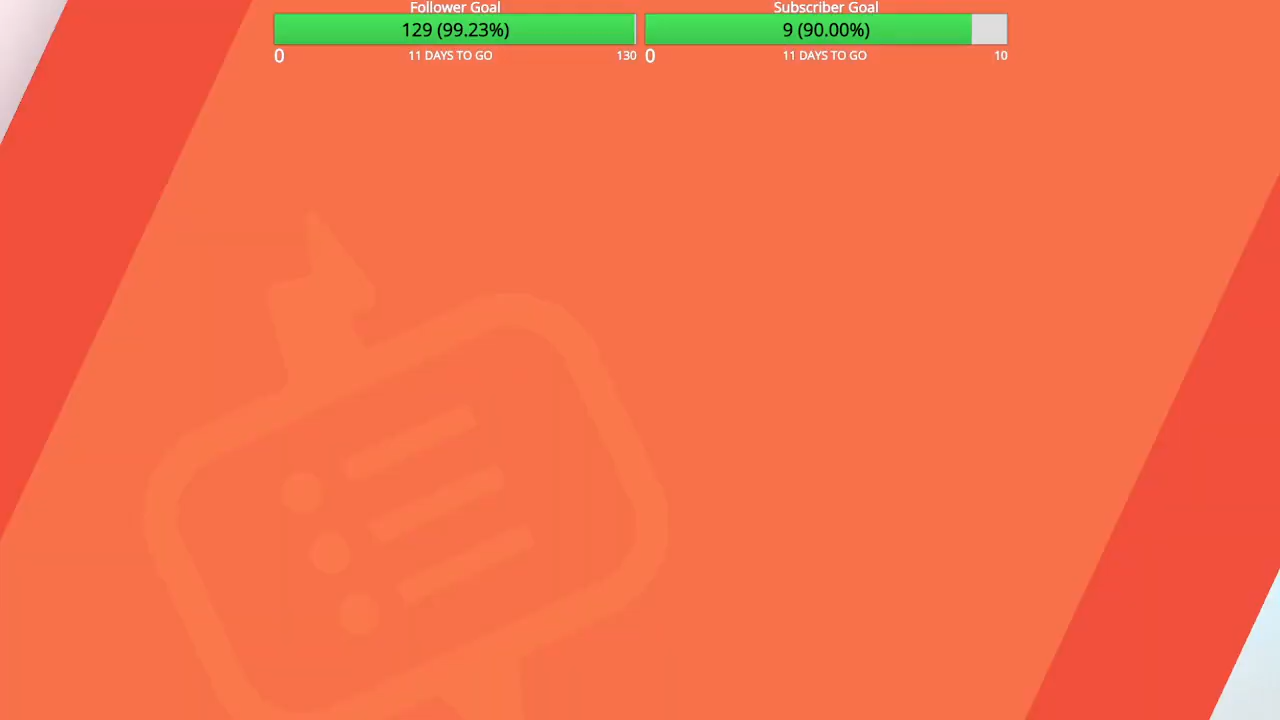 Follower Goal
129 (99.23%)
0 11 DAYS TO GO 130
Subscriber Goal
9 (90.00%)
0 11 DAYS TO GO 10